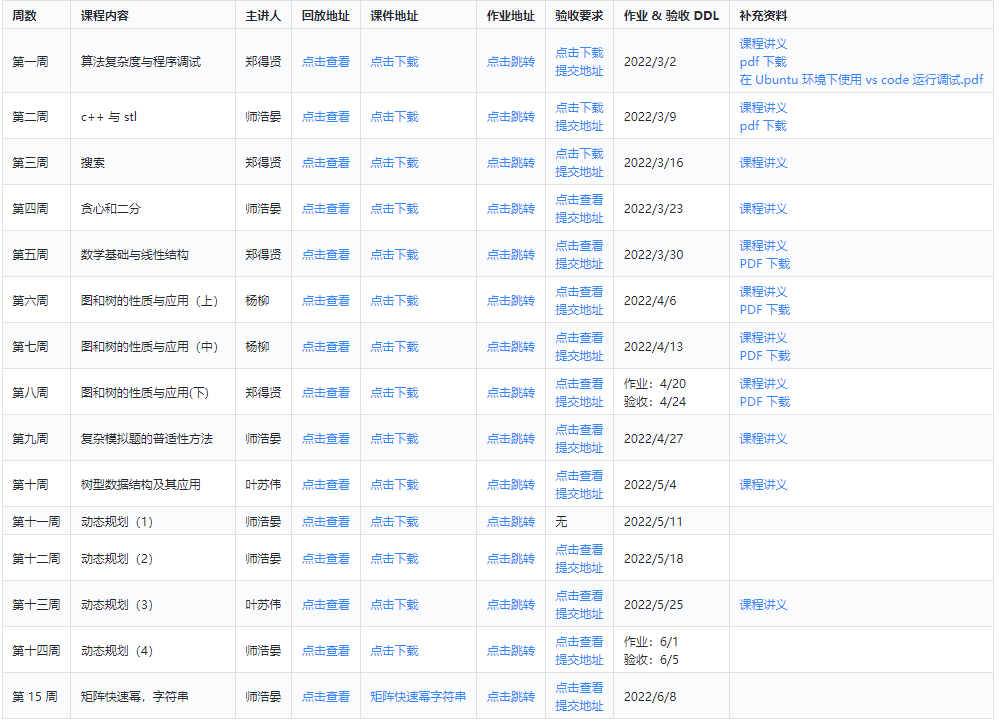 周数 课程内容 主讲人 回放地址 课件地址 作业地址 验收要求 作业 & 验收 DDL 补充资料
第一周 算法复杂度与程序调试 郑得贤 点击查看 点击下载 点击跳转 点击下载 提交地址 2022/3/2 课程讲义
pdf 下载
在 Ubuntu 环境下使用 vs code 运行调试.pdf
第二周 c++ 与 stl 师浩晏 点击查看 点击下载 点击跳转 点击下载 提交地址 2022/3/9 课程讲义
pdf 下载
第三周 搜索 郑得贤 点击查看 点击下载 点击跳转 点击下载 提交地址 2022/3/16 课程讲义
第四周 贪心和二分 师浩晏 点击查看 点击下载 点击跳转 点击查看 提交地址 2022/3/23 课程讲义
第五周 数学基础与线性结构 郑得贤 点击查看 点击下载 点击跳转 点击查看 提交地址 2022/3/30 课程讲义
PDF 下载
第六周 图和树的性质与应用（上） 杨柳 点击查看 点击下载 点击跳转 点击查看 提交地址 2022/4/6 课程讲义
PDF 下载
第七周 图和树的性质与应用（中） 杨柳 点击查看 点击下载 点击跳转 点击查看 提交地址 2022/4/13 课程讲义
PDF 下载
第八周 图和树的性质与应用(下) 郑得贤 点击查看 点击下载 点击跳转 点击查看 提交地址 作业：4/20
验收：4/24 课程讲义
PDF 下载
第九周 复杂模拟题的普适性方法 师浩晏 点击查看 点击下载 点击跳转 点击查看 提交地址 2022/4/27 课程讲义
第十周 树型数据结构及其应用 叶苏伟 点击查看 点击下载 点击跳转 点击查看 提交地址 2022/5/4 课程讲义
第十一周 动态规划（1） 师浩晏 点击查看 点击下载 点击跳转 无 2022/5/11
第十二周 动态规划（2） 师浩晏 点击查看 点击下载 点击跳转 点击查看 提交地址 2022/5/18
第十三周 动态规划（3） 叶苏伟 点击查看 点击下载 点击跳转 点击查看 提交地址 2022/5/25 课程讲义
第十四周 动态规划（4） 师浩晏 点击查看 点击下载 点击跳转 点击查看 提交地址 作业：6/1
验收：6/5
第 15 周 矩阵快速幂，字符串 师浩晏 点击查看 矩阵快速幂字符串 点击跳转 点击查看 提交地址 2022/6/8